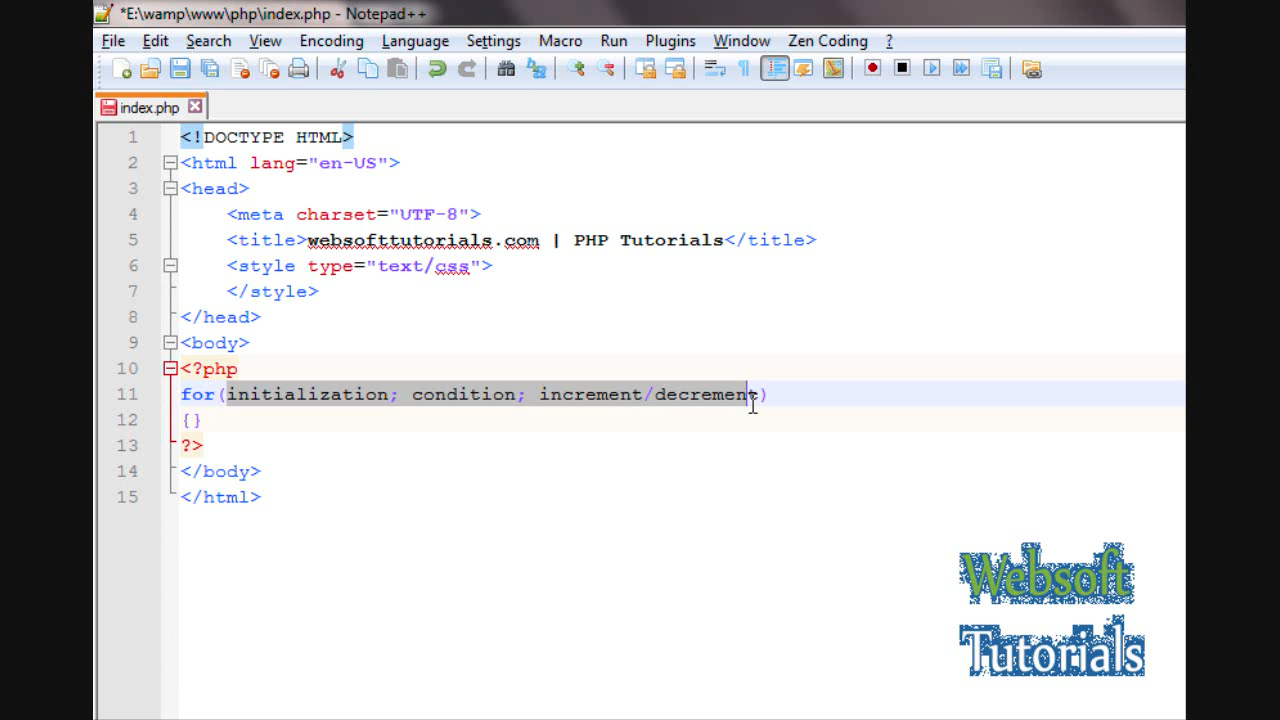 *E:\wamp\www\php\index.php - Notepad++
File Edit Search View Encoding Language Settings Macro Run Plugins Window Zen Coding ?
index.php
1 <!DOCTYPE HTML>
2 <html lang="en-US">
3 <head>
4 <meta charset="UTF-8">
5 <title>websofttutorials.com | PHP Tutorials</title>
6 <style type="text/css">
7 </style>
8 </head>
9 <body>
10 <?php
11 for(initialization; condition; increment/decrement)
12 {}
13 ?>
14 </body>
15 </html>
Websoft
Tutorials